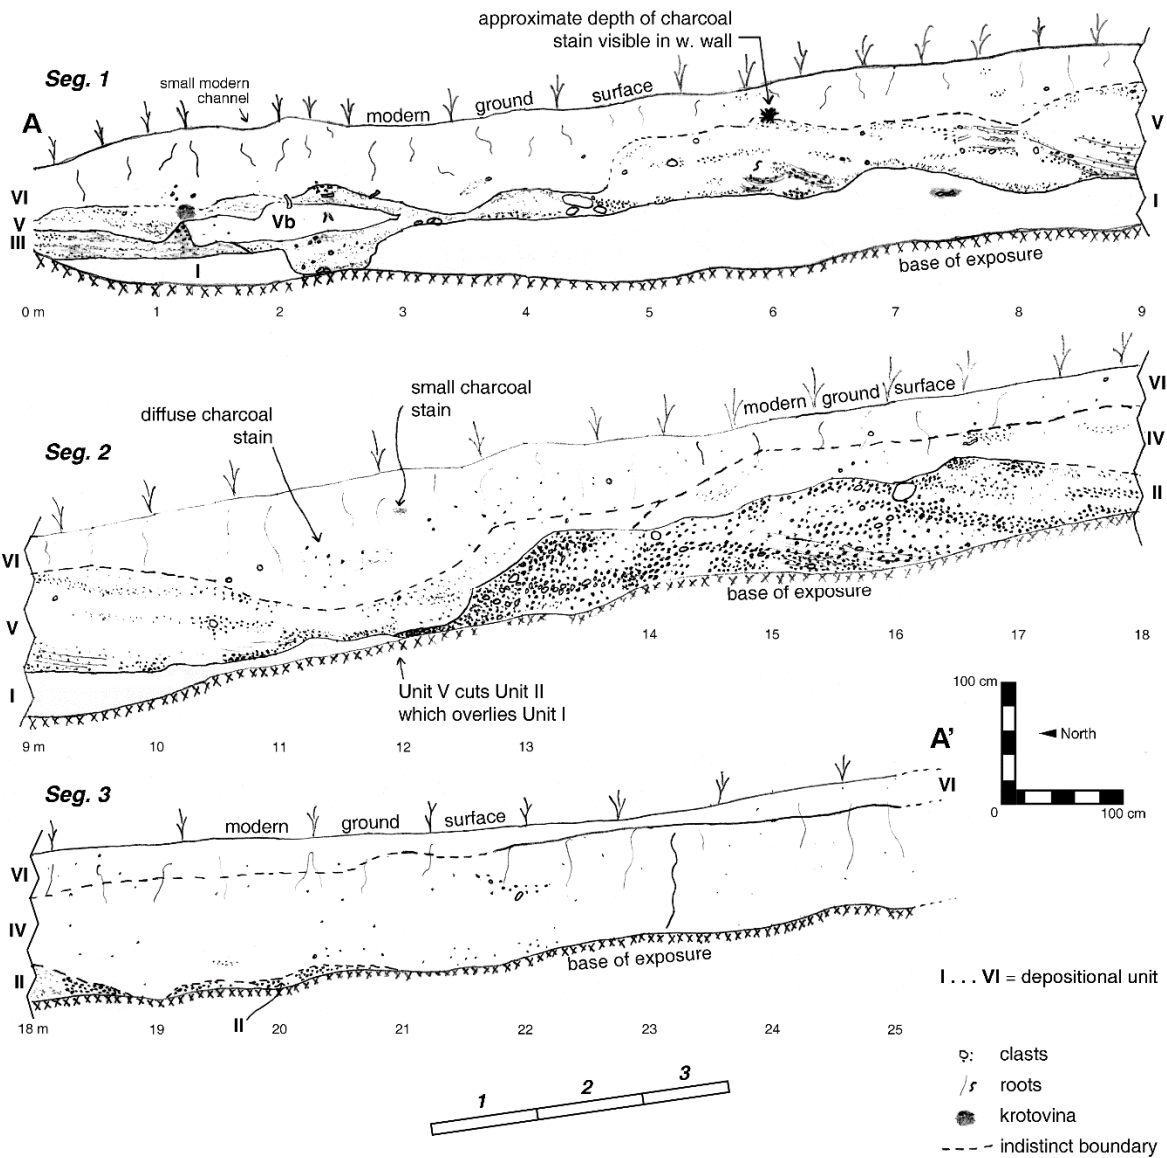 approximate depth of charcoal
stain visible in w. wall
Seg. 1
small modern
channel
modern ground surface
A
V
VI
V
III
Vb
I
I
base of exposure
0 m 1 2 3 4 5 6 7 8 9
small charcoal
stain
diffuse charcoal
stain
modern ground surface
VI
Seg. 2
IV
II
VI
V
I
base of exposure
14 15 16 17 18
Unit V cuts Unit II
which overlies Unit I
9 m 10 11 12 13
100 cm
North
0 100 cm
A'
Seg. 3
VI
modern ground surface
VI
IV
II
base of exposure
II
18 m 19 20 21 22 23 24 25
I . . . VI = depositional unit
clasts
roots
krotovina
indistinct boundary
1 2 3